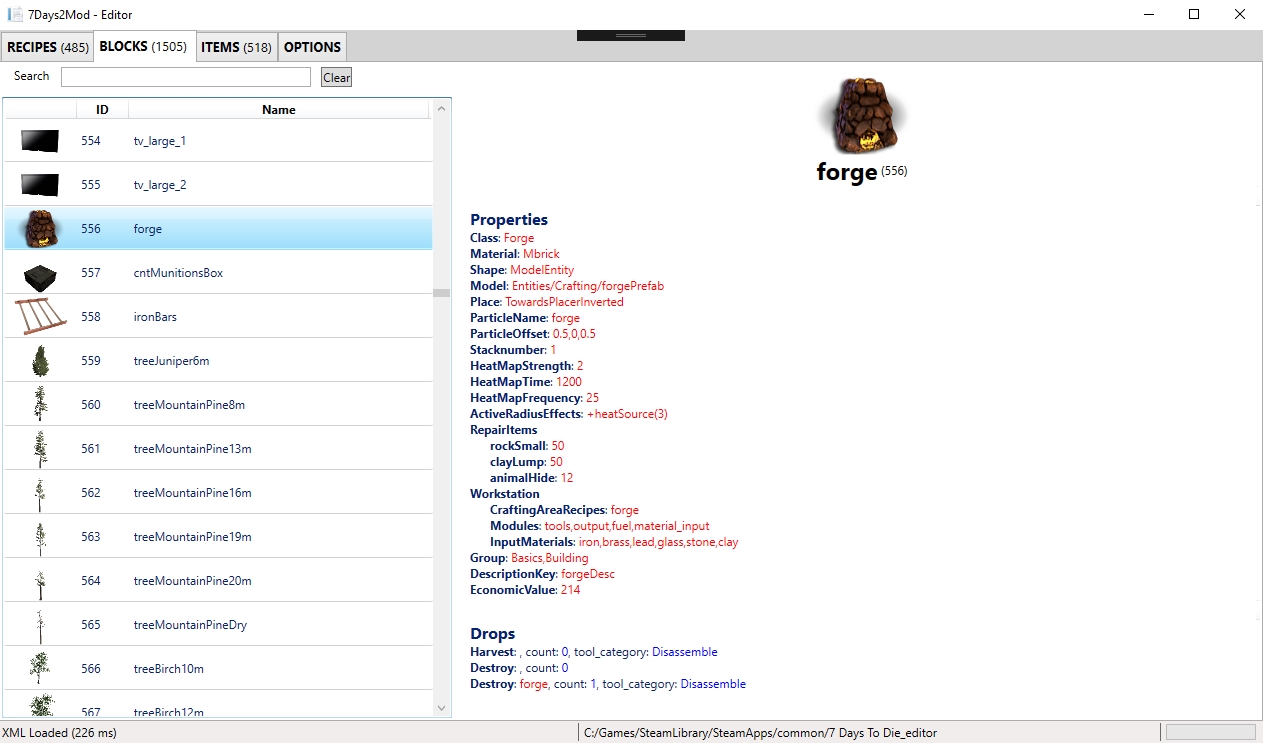 7Days2Mod - Editor
RECIPES (485) BLOCKS (1505) ITEMS (518) OPTIONS
Search Clear
ID Name
554 tv_large_1
555 tv_large_2
556 forge
557 cntMunitionsBox
558 ironBars
559 treeJuniper6m
560 treeMountainPine8m
561 treeMountainPine13m
562 treeMountainPine16m
563 treeMountainPine19m
564 treeMountainPine20m
565 treeMountainPineDry
566 treeBirch10m
567 treeBirch12m
forge (556)
Properties
Class: Forge
Material: Mbrick
Shape: ModelEntity
Model: Entities/Crafting/forgePrefab
Place: TowardsPlacerInverted
ParticleName: forge
ParticleOffset: 0.5,0,0.5
Stacknumber: 1
HeatMapStrength: 2
HeatMapTime: 1200
HeatMapFrequency: 25
ActiveRadiusEffects: +heatSource(3)
RepairItems
rockSmall: 50
clayLump: 50
animalHide: 12
Workstation
CraftingAreaRecipes: forge
Modules: tools,output,fuel,material_input
InputMaterials: iron,brass,lead,glass,stone,clay
Group: Basics,Building
DescriptionKey: forgeDesc
EconomicValue: 214
Drops
Harvest: , count: 0, tool_category: Disassemble
Destroy: , count: 0
Destroy: forge, count: 1, tool_category: Disassemble
XML Loaded (226 ms) C:/Games/SteamLibrary/SteamApps/common/7 Days To Die_editor